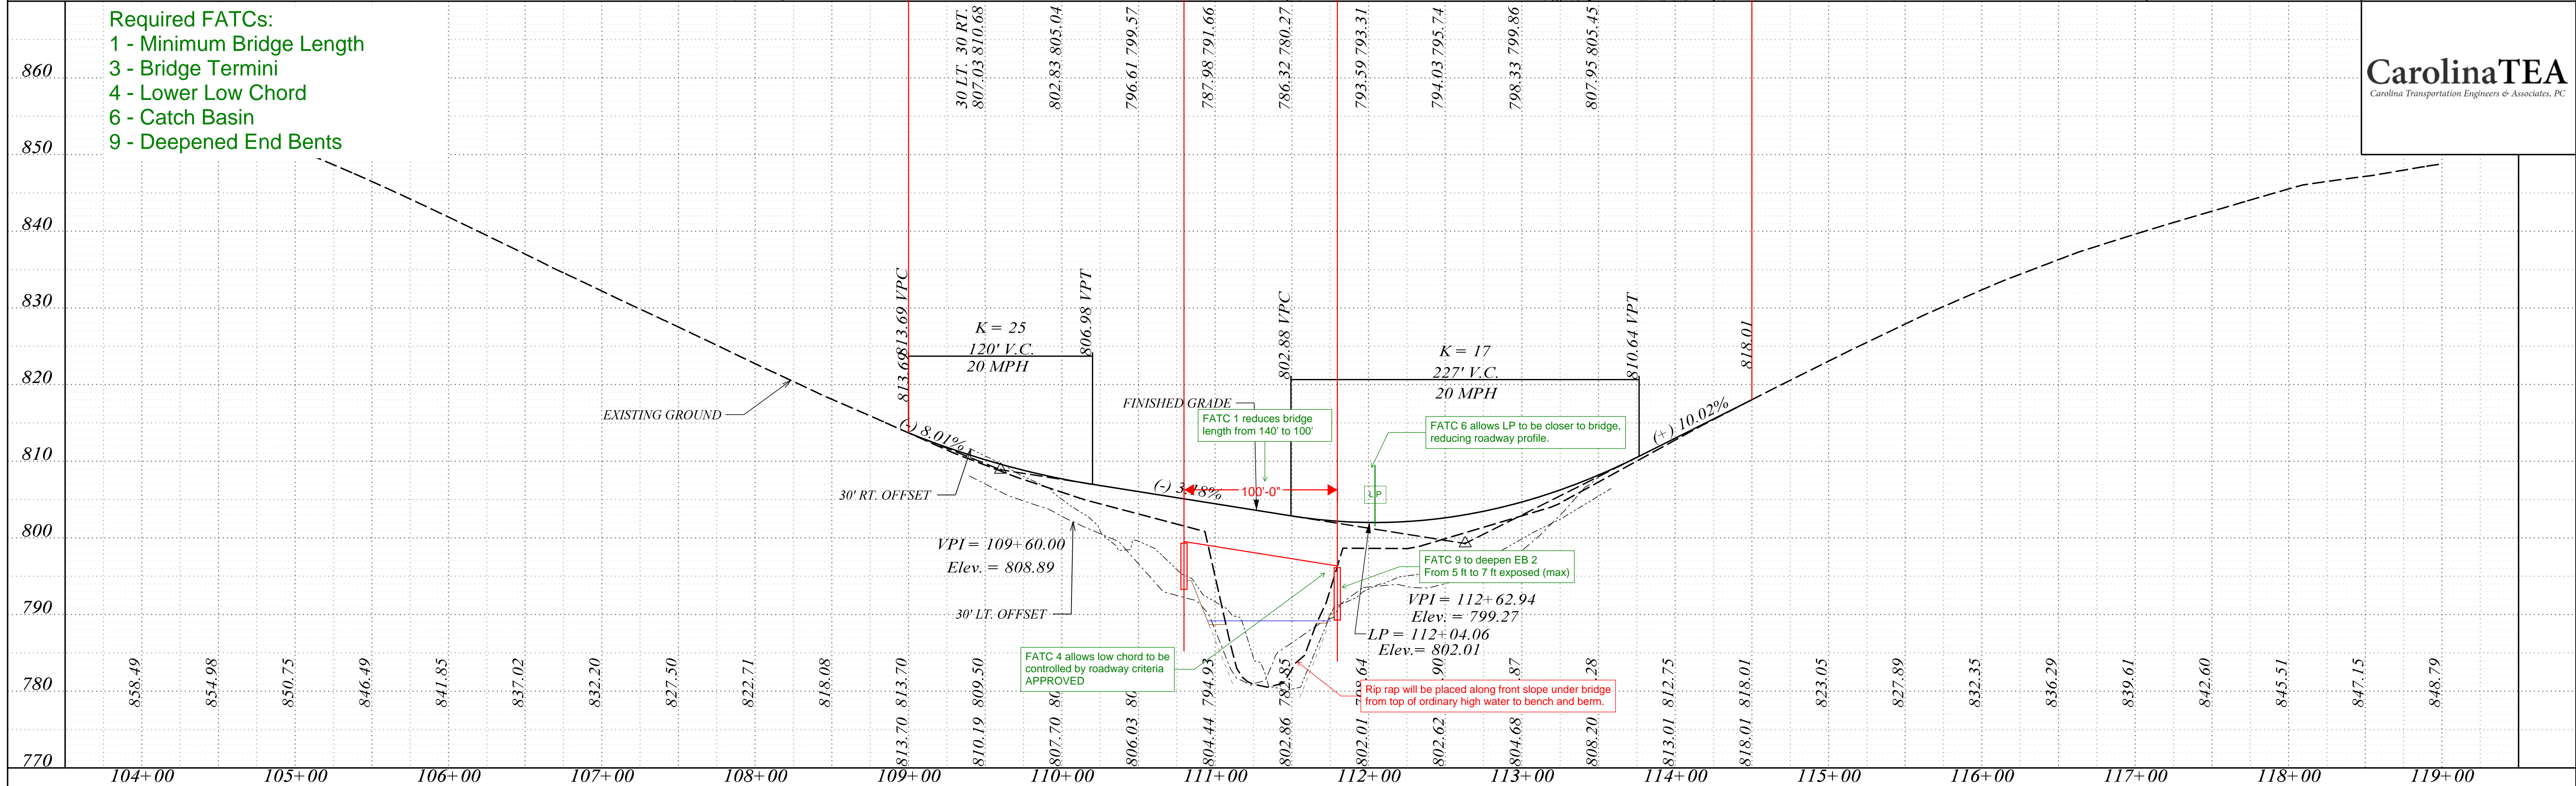 Required FATCs:
1 - Minimum Bridge Length
3 - Bridge Termini
4 - Lower Low Chord
6 - Catch Basin
9 - Deepened End Bents
CarolinaTEA
Carolina Transportation Engineers & Associates, PC
30 LT. 30 RT.
807.03 810.68
802.83 805.04
796.61 799.57
787.98 791.66
786.32 780.27
793.59 793.31
794.03 795.74
798.33 799.86
807.95 805.45
860
850
840
830
820
810
800
790
780
770
813.69 VPC
813.69
K = 25
120' V.C.
20 MPH
806.98 VPT
802.88 VPC
K = 17
227' V.C.
20 MPH
810.64 VPT
818.01
EXISTING GROUND
FINISHED GRADE
FATC 1 reduces bridge
length from 140' to 100'
FATC 6 allows LP to be closer to bridge,
reducing roadway profile.
(-) 8.01%
(-) 3.18%
(+) 10.02%
100'-0"
LP
30' RT. OFFSET
30' LT. OFFSET
VPI = 109+60.00
Elev. = 808.89
FATC 9 to deepen EB 2
From 5 ft to 7 ft exposed (max)
VPI = 112+62.94
Elev. = 799.27
LP = 112+04.06
Elev.= 802.01
FATC 4 allows low chord to be
controlled by roadway criteria
APPROVED
Rip rap will be placed along front slope under bridge
from top of ordinary high water to bench and berm.
858.49
854.98
850.75
846.49
841.85
837.02
832.20
827.50
822.71
818.08
813.70
809.50
794.93
782.85
812.75
818.01
823.05
827.89
832.35
836.29
839.61
842.60
845.51
847.15
848.79
813.70
810.19
807.70
806.03
804.44
802.86
802.01
802.62
804.68
808.20
813.01
818.01
104+00
105+00
106+00
107+00
108+00
109+00
110+00
111+00
112+00
113+00
114+00
115+00
116+00
117+00
118+00
119+00